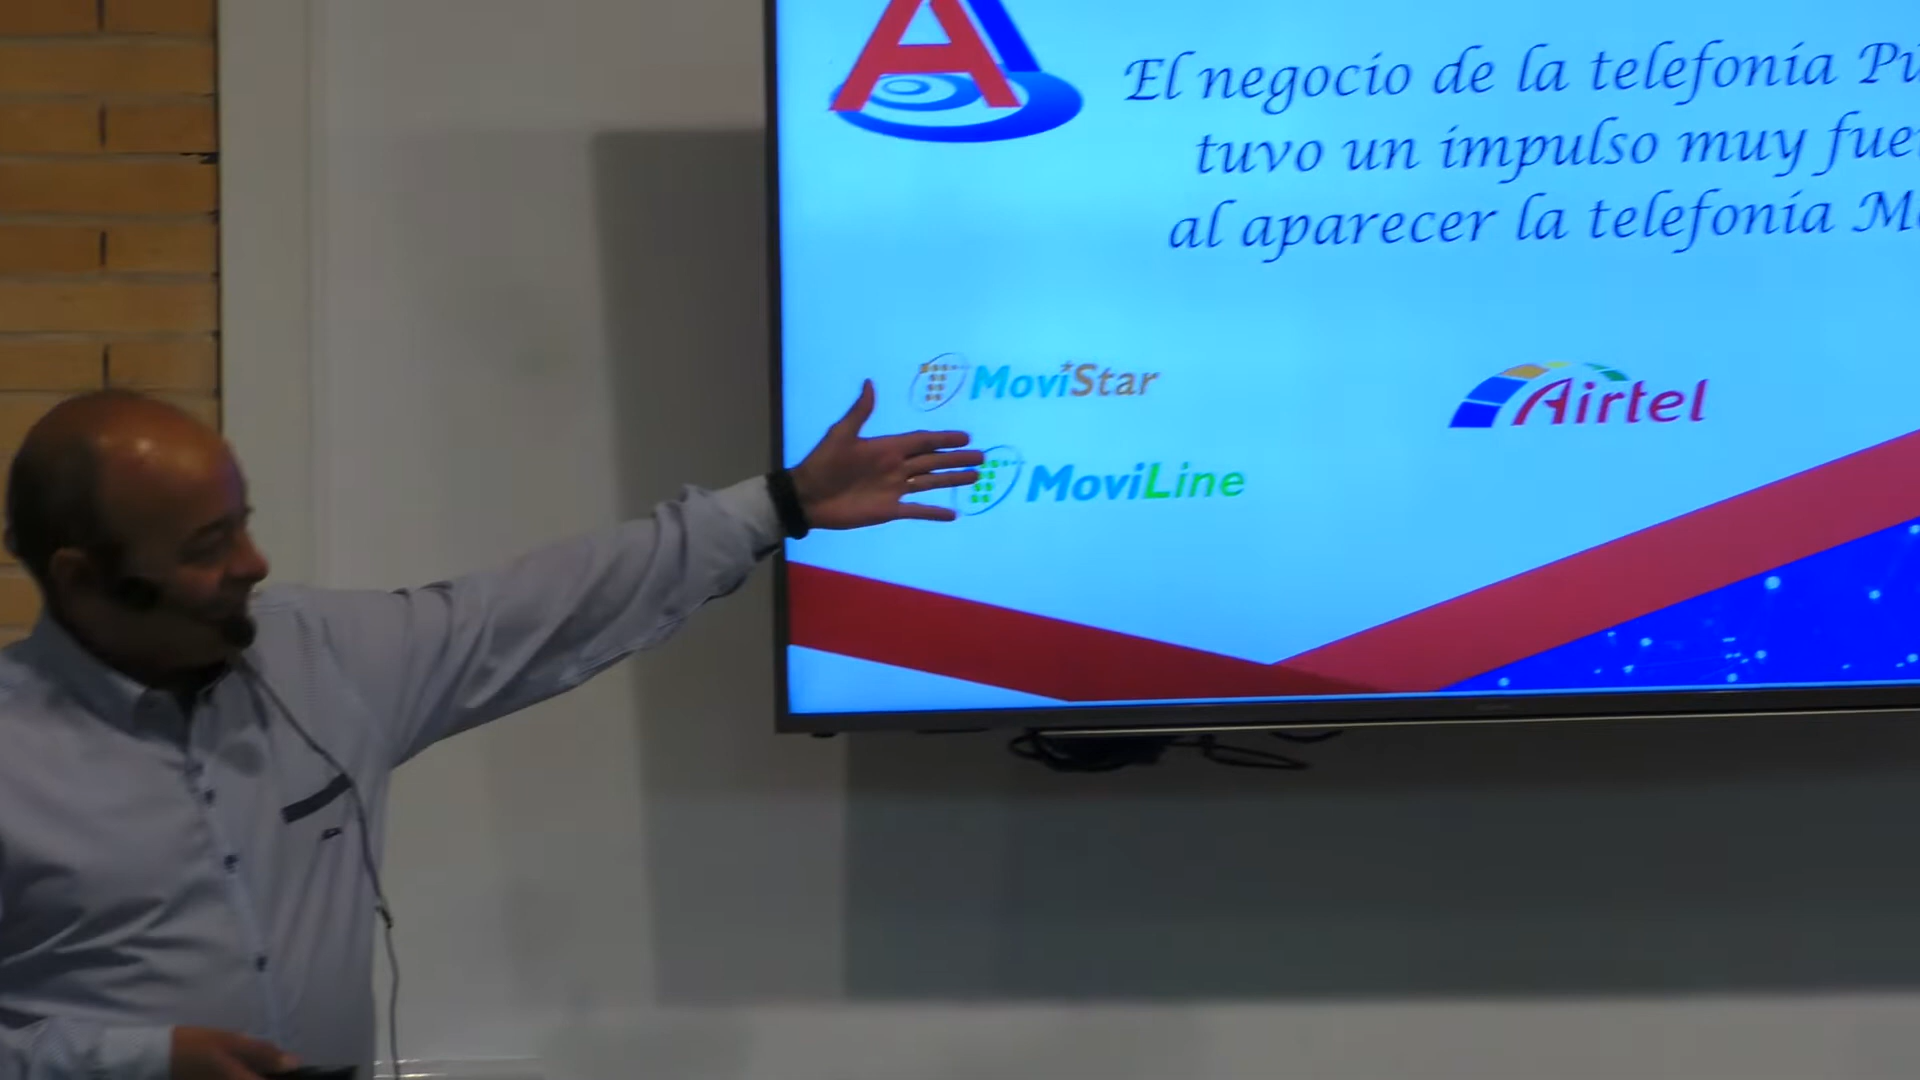 El negocio de la telefonía
tuvo un impulso muy
al aparecer la telefonía
MoviStar
Airtel
MoviLine